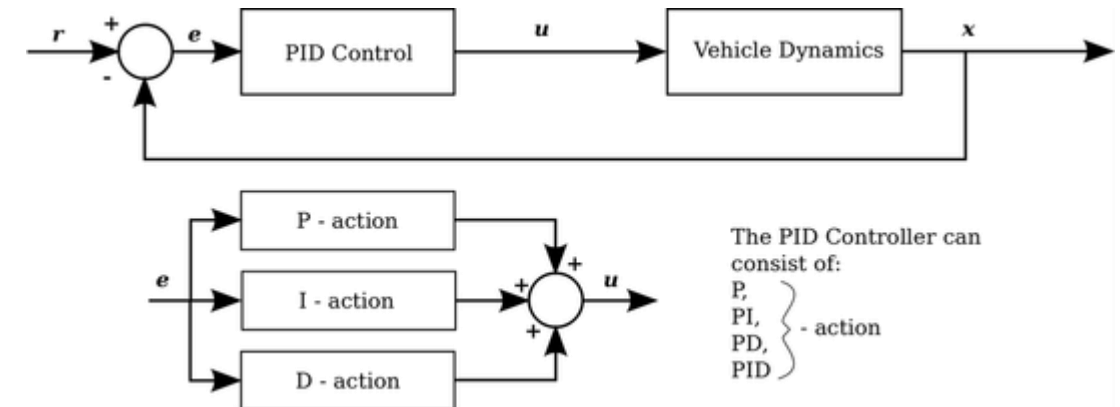 r
+
-
e
PID Control
u
Vehicle Dynamics
x
P - action
I - action
D - action
e
+
+
+
u
The PID Controller can
consist of:
P,
PI,
PD,
PID
- action